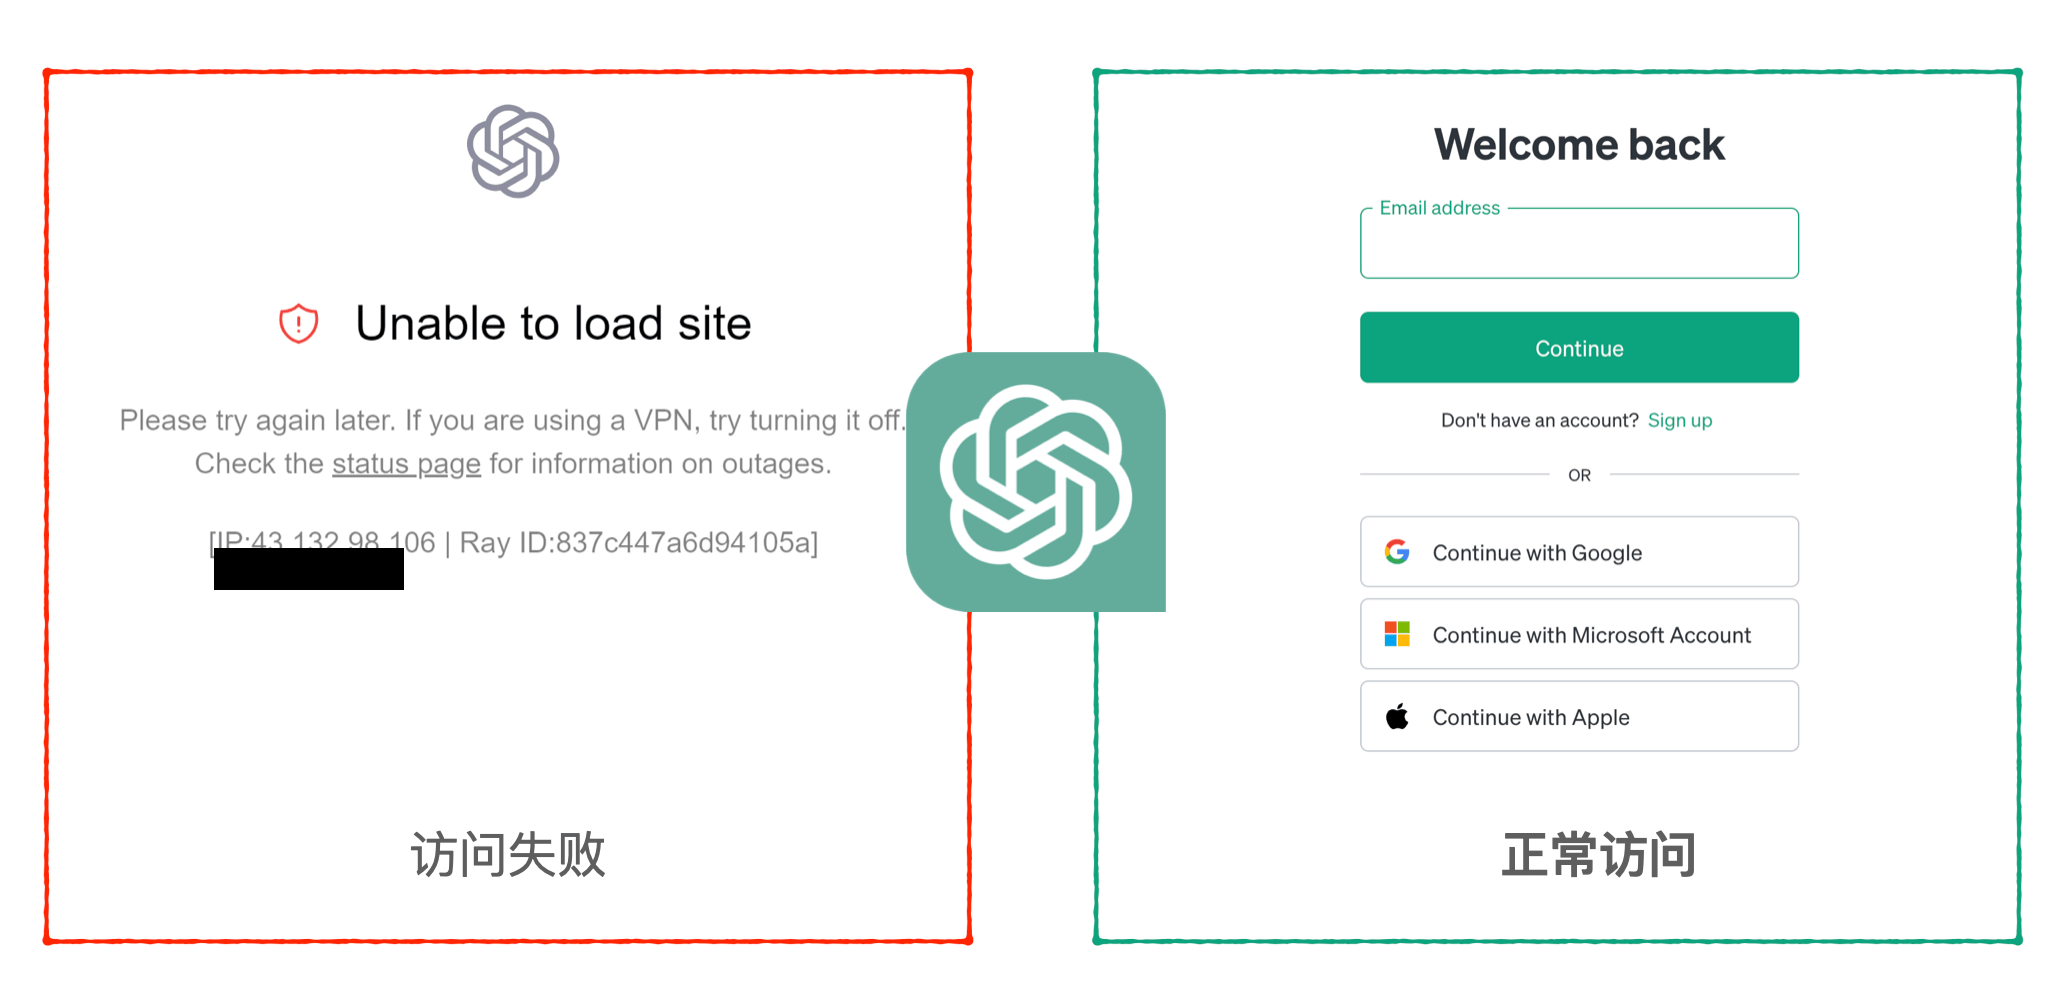 Unable to load site
Please try again later. If you are using a VPN, try turning it off.
Check the status page for information on outages.
[IP:43.132.98.106 | Ray ID:837c447a6d94105a]
访问失败
Welcome back
Email address
Continue
Don't have an account? Sign up
OR
Continue with Google
Continue with Microsoft Account
Continue with Apple
正常访问